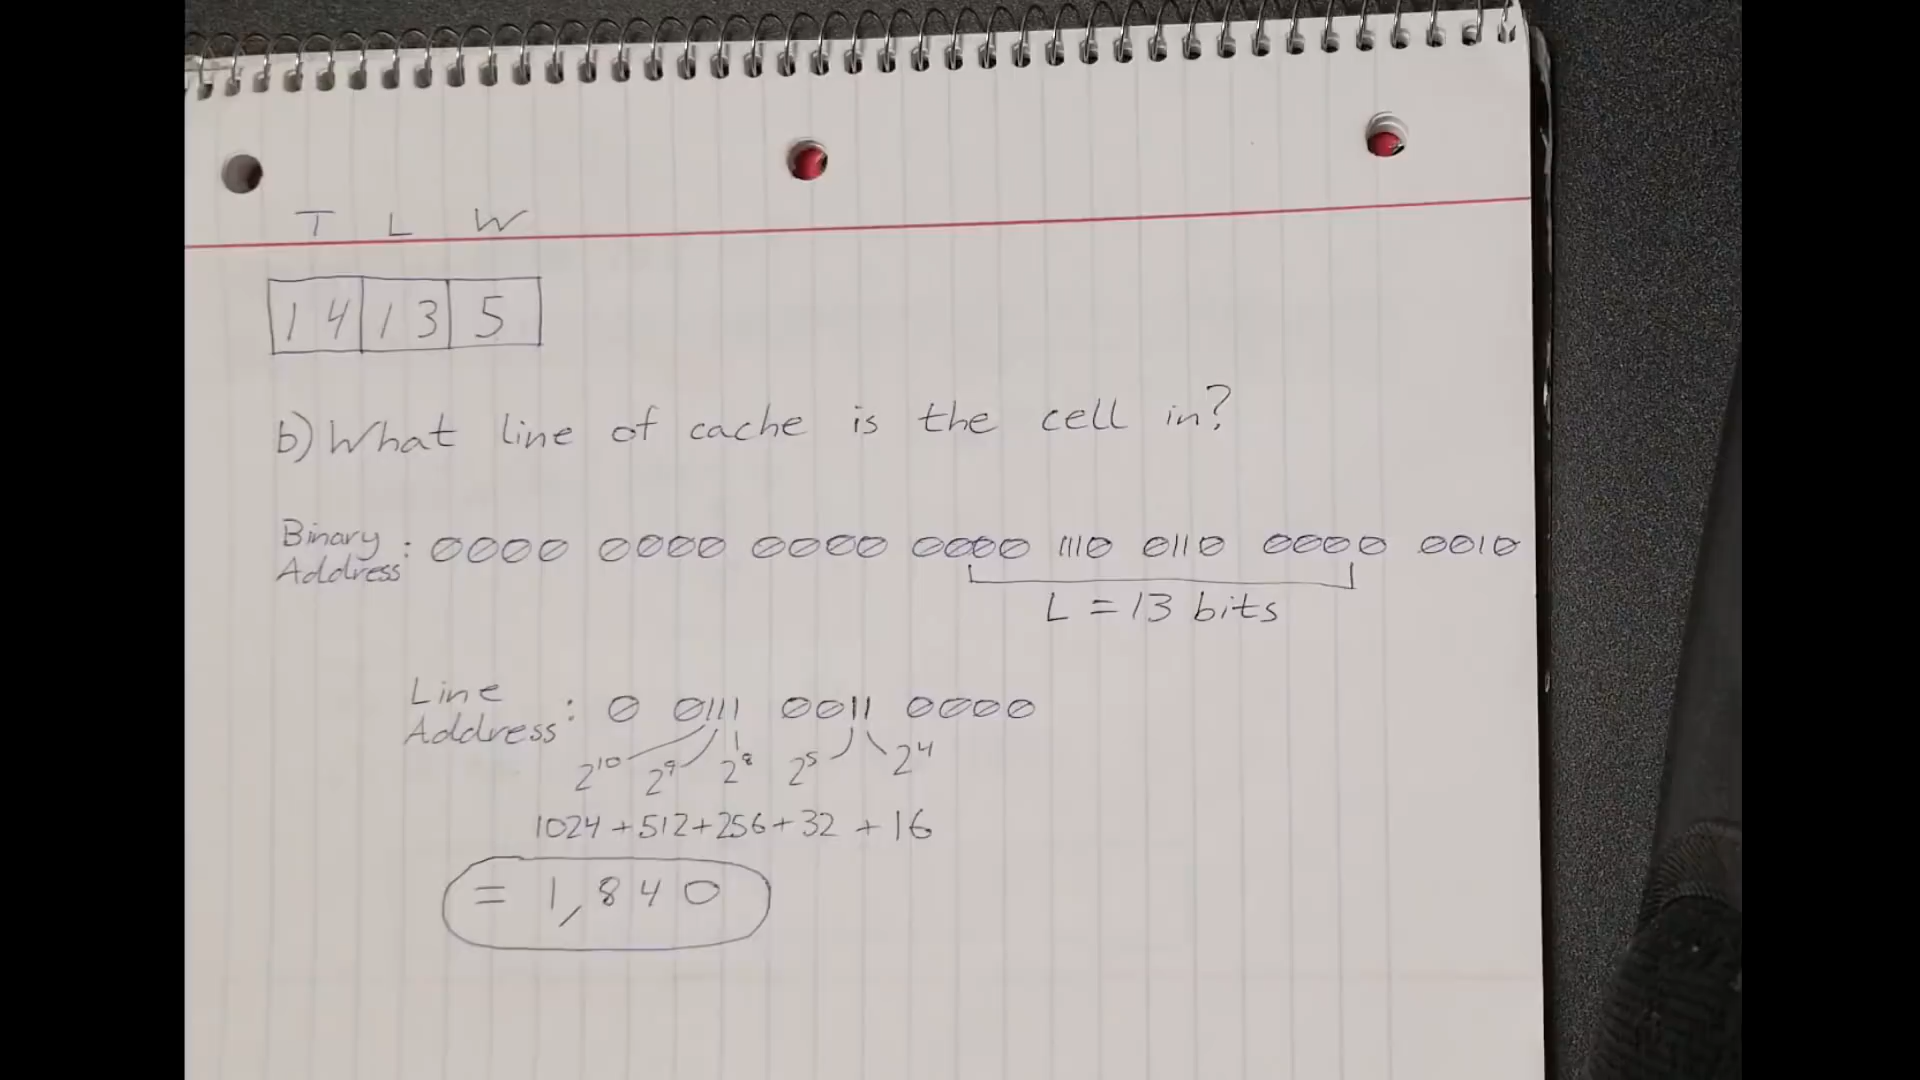 T L W
14 13 5
b) What line of cache is the cell in?
Binary Address: 0000 0000 0000 0000 1110 0110 0000 0010
L = 13 bits
Line Address: 0 0111 0011 0000
2^10 2^9 2^8 2^5 2^4
1024 + 512 + 256 + 32 + 16
= 1,840